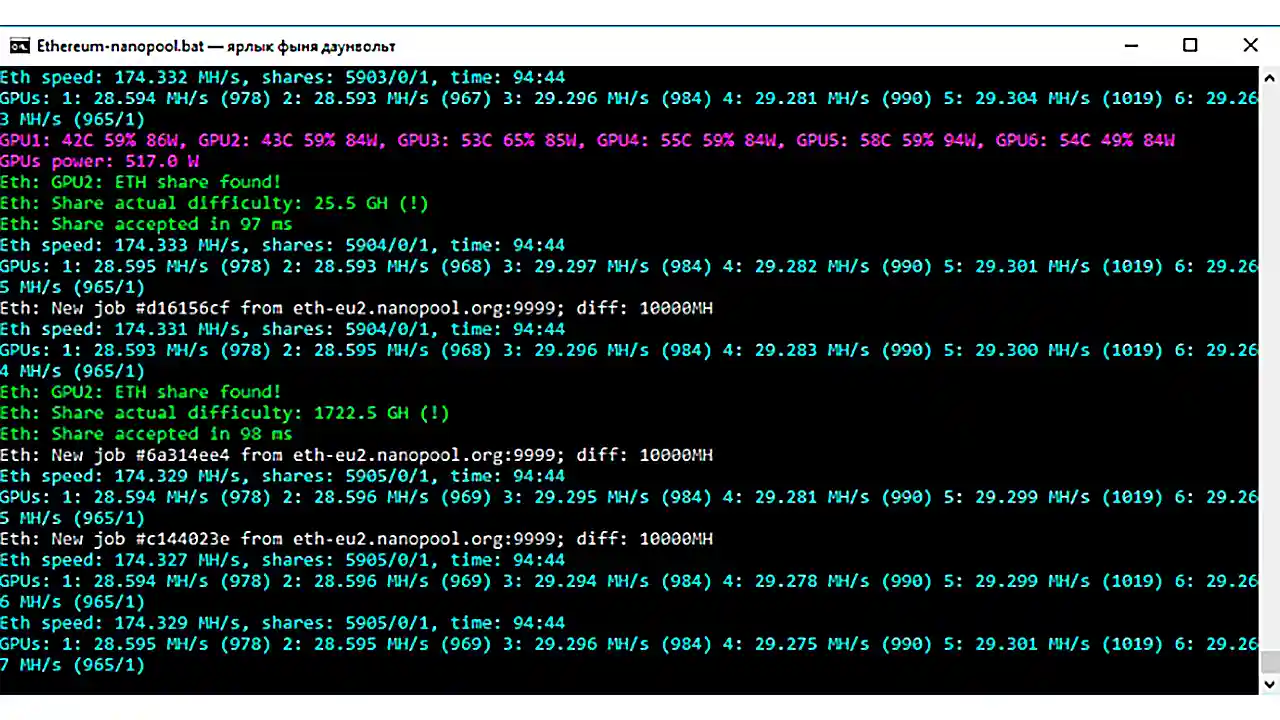 Ethereum-nanopool.bat — ярлык фыня даунвольт
Eth speed: 174.332 MH/s, shares: 5903/0/1, time: 94:44
GPUs: 1: 28.594 MH/s (978) 2: 28.593 MH/s (967) 3: 29.296 MH/s (984) 4: 29.281 MH/s (990) 5: 29.304 MH/s (1019) 6: 29.26
3 MH/s (965/1)
GPU1: 42C 59% 86W, GPU2: 43C 59% 84W, GPU3: 53C 65% 85W, GPU4: 55C 59% 84W, GPU5: 58C 59% 94W, GPU6: 54C 49% 84W
GPUs power: 517.0 W
Eth: GPU2: ETH share found!
Eth: Share actual difficulty: 25.5 GH (!)
Eth: Share accepted in 97 ms
Eth speed: 174.333 MH/s, shares: 5904/0/1, time: 94:44
GPUs: 1: 28.595 MH/s (978) 2: 28.593 MH/s (968) 3: 29.297 MH/s (984) 4: 29.282 MH/s (990) 5: 29.301 MH/s (1019) 6: 29.26
5 MH/s (965/1)
Eth: New job #d16156cf from eth-eu2.nanopool.org:9999; diff: 10000MH
Eth speed: 174.331 MH/s, shares: 5904/0/1, time: 94:44
GPUs: 1: 28.593 MH/s (978) 2: 28.595 MH/s (968) 3: 29.296 MH/s (984) 4: 29.283 MH/s (990) 5: 29.300 MH/s (1019) 6: 29.26
4 MH/s (965/1)
Eth: GPU2: ETH share found!
Eth: Share actual difficulty: 1722.5 GH (!)
Eth: Share accepted in 98 ms
Eth: New job #6a314ee4 from eth-eu2.nanopool.org:9999; diff: 10000MH
Eth speed: 174.329 MH/s, shares: 5905/0/1, time: 94:44
GPUs: 1: 28.594 MH/s (978) 2: 28.596 MH/s (969) 3: 29.295 MH/s (984) 4: 29.281 MH/s (990) 5: 29.299 MH/s (1019) 6: 29.26
5 MH/s (965/1)
Eth: New job #c144023e from eth-eu2.nanopool.org:9999; diff: 10000MH
Eth speed: 174.327 MH/s, shares: 5905/0/1, time: 94:44
GPUs: 1: 28.594 MH/s (978) 2: 28.596 MH/s (969) 3: 29.294 MH/s (984) 4: 29.278 MH/s (990) 5: 29.299 MH/s (1019) 6: 29.26
6 MH/s (965/1)
Eth speed: 174.329 MH/s, shares: 5905/0/1, time: 94:44
GPUs: 1: 28.595 MH/s (978) 2: 28.595 MH/s (969) 3: 29.296 MH/s (984) 4: 29.275 MH/s (990) 5: 29.301 MH/s (1019) 6: 29.26
7 MH/s (965/1)